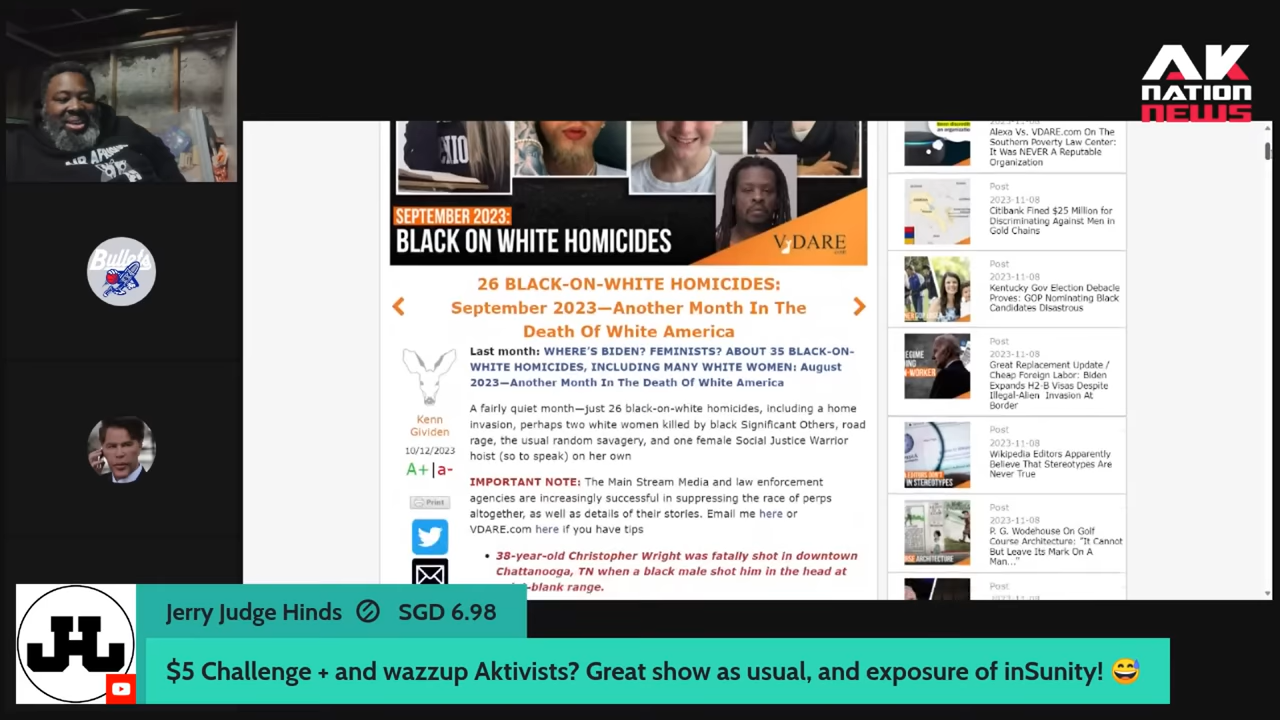 AK
NATION
NEWS
Bullets
SEPTEMBER 2023:
BLACK ON WHITE HOMICIDES
VDARE
.com
26 BLACK-ON-WHITE HOMICIDES:
September 2023—Another Month In The
Death Of White America
Kenn
Gividen
10/12/2023
A+|a-
Print
Last month: WHERE'S BIDEN? FEMINISTS? ABOUT 35 BLACK-ON-
WHITE HOMICIDES, INCLUDING MANY WHITE WOMEN: August
2023—Another Month In The Death Of White America
A fairly quiet month—just 26 black-on-white homicides, including a home
invasion, perhaps two white women killed by black Significant Others, road
rage, the usual random savagery, and one female Social Justice Warrior
hoist (so to speak) on her own
IMPORTANT NOTE: The Main Stream Media and law enforcement
agencies are increasingly successful in suppressing the race of perps
altogether, as well as details of their stories. Email me here or
VDARE.com here if you have tips
• 38-year-old Christopher Wright was fatally shot in downtown
Chattanooga, TN when a black male shot him in the head at
-blank range.
2023-11-08
Alexa Vs. VDARE.com On The
Southern Poverty Law Center:
It Was NEVER A Reputable
Organization
Post
2023-11-08
Citibank Fined $25 Million for
Discriminating Against Men in
Gold Chains
Post
2023-11-08
Kentucky Gov Election Debacle
Proves: GOP Nominating Black
Candidates Disastrous
Post
2023-11-08
Great Replacement Update /
Cheap Foreign Labor: Biden
Expands H2-B Visas Despite
Illegal-Alien Invasion At
Border
Post
2023-11-08
Wikipedia Editors Apparently
Believe That Stereotypes Are
Never True
Post
2023-11-08
P. G. Wodehouse On Golf
Course Architecture: "It Cannot
But Leave Its Mark On A
Man..."
Post
Jerry Judge Hinds SGD 6.98
$5 Challenge + and wazzup Aktivists? Great show as usual, and exposure of inSunity! 😅